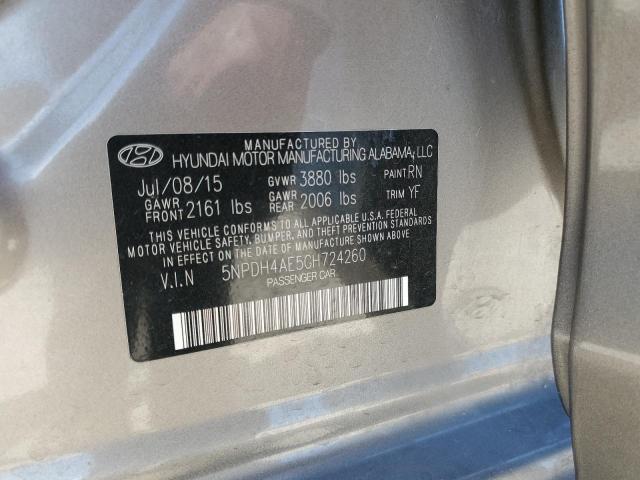 MANUFACTURED BY
HYUNDAI MOTOR MANUFACTURING ALABAMA, LLC
Jul/08/15 GVWR 3880 lbs PAINT RN
GAWR FRONT 2161 lbs GAWR REAR 2006 lbs TRIM YF
THIS VEHICLE CONFORMS TO ALL APPLICABLE U.S.A. FEDERAL
MOTOR VEHICLE SAFETY, BUMPER, AND THEFT PREVENTION
STANDARDS IN EFFECT ON THE DATE OF MANUFACTURE SHOWN ABOVE.
V.I.N 5NPDH4AE5GH724260
PASSENGER CAR